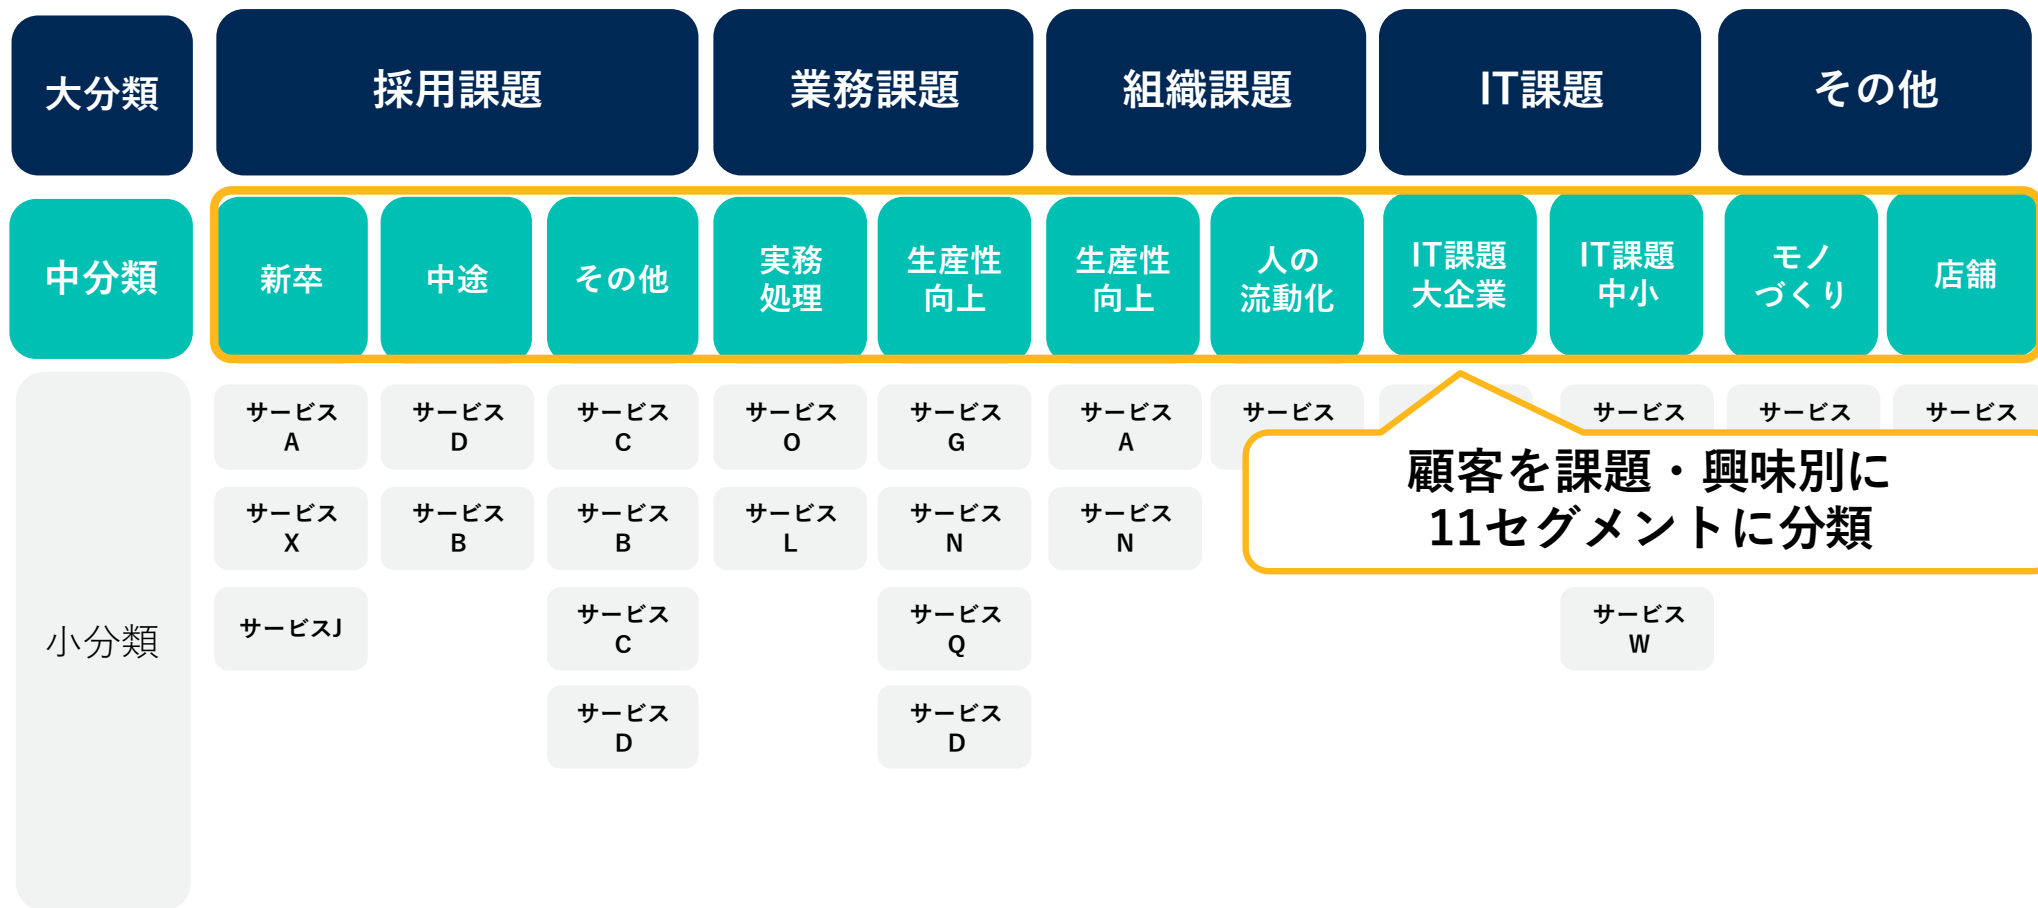 大分類
採用課題
業務課題
組織課題
IT課題
その他
中分類
新卒
中途
その他
実務
処理
生産性
向上
生産性
向上
人の
流動化
IT課題
大企業
IT課題
中小
モノ
づくり
店舗
小分類
サービス
A
サービス
D
サービス
C
サービス
O
サービス
G
サービス
A
サービス
サービス
サービス
サービス
顧客を課題・興味別に
11セグメントに分類
サービス
X
サービス
B
サービス
B
サービス
L
サービス
N
サービス
N
サービスJ
サービス
C
サービス
Q
サービス
W
サービス
D
サービス
D